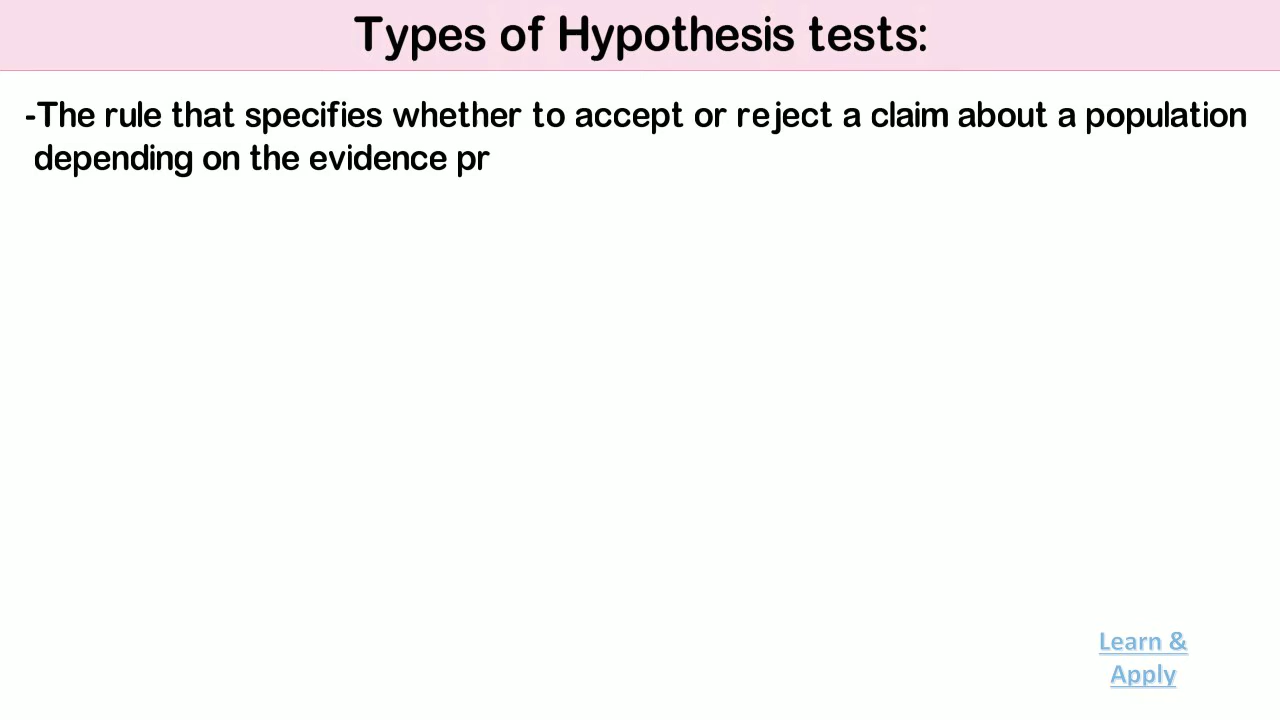 Types of Hypothesis tests:
-The rule that specifies whether to accept or reject a claim about a population
depending on the evidence pr
Learn &
Apply